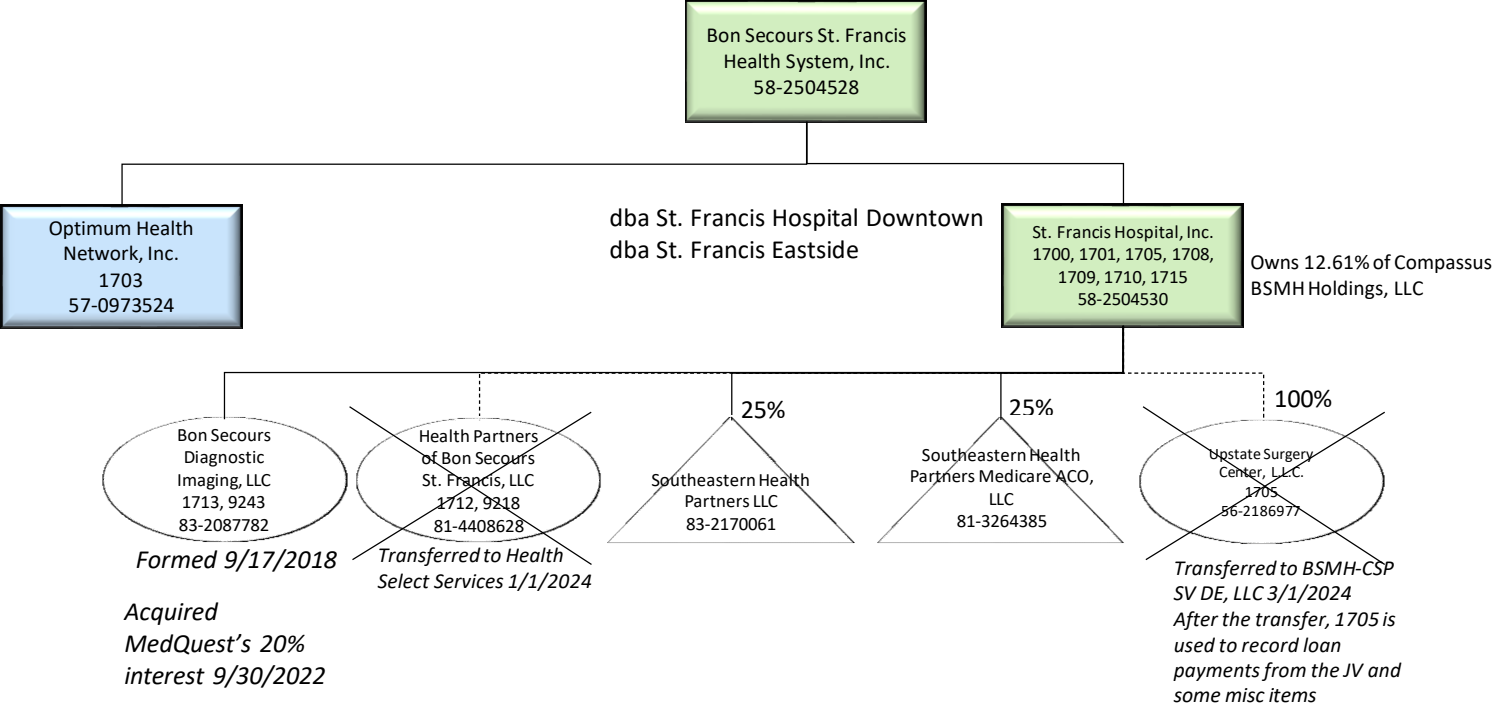 Bon Secours St. Francis
Health System, Inc.
58-2504528
Optimum Health
Network, Inc.
1703
57-0973524
dba St. Francis Hospital Downtown
dba St. Francis Eastside
St. Francis Hospital, Inc.
1700, 1701, 1705, 1708,
1709, 1710, 1715
58-2504530
Owns 12.61% of Compassus
BSMH Holdings, LLC
Bon Secours
Diagnostic
Imaging, LLC
1713, 9243
83-2087782
Formed 9/17/2018
Acquired
MedQuest's 20%
interest 9/30/2022
Health Partners
of Bon Secours
St. Francis, LLC
1712, 9218
81-4408628
Transferred to Health
Select Services 1/1/2024
25%
Southeastern Health
Partners LLC
83-2170061
25%
Southeastern Health
Partners Medicare ACO,
LLC
81-3264385
100%
Upstate Surgery
Center, L.L.C.
1705
56-2186977
Transferred to BSMH-CSP
SV DE, LLC 3/1/2024
After the transfer, 1705 is
used to record loan
payments from the JV and
some misc items